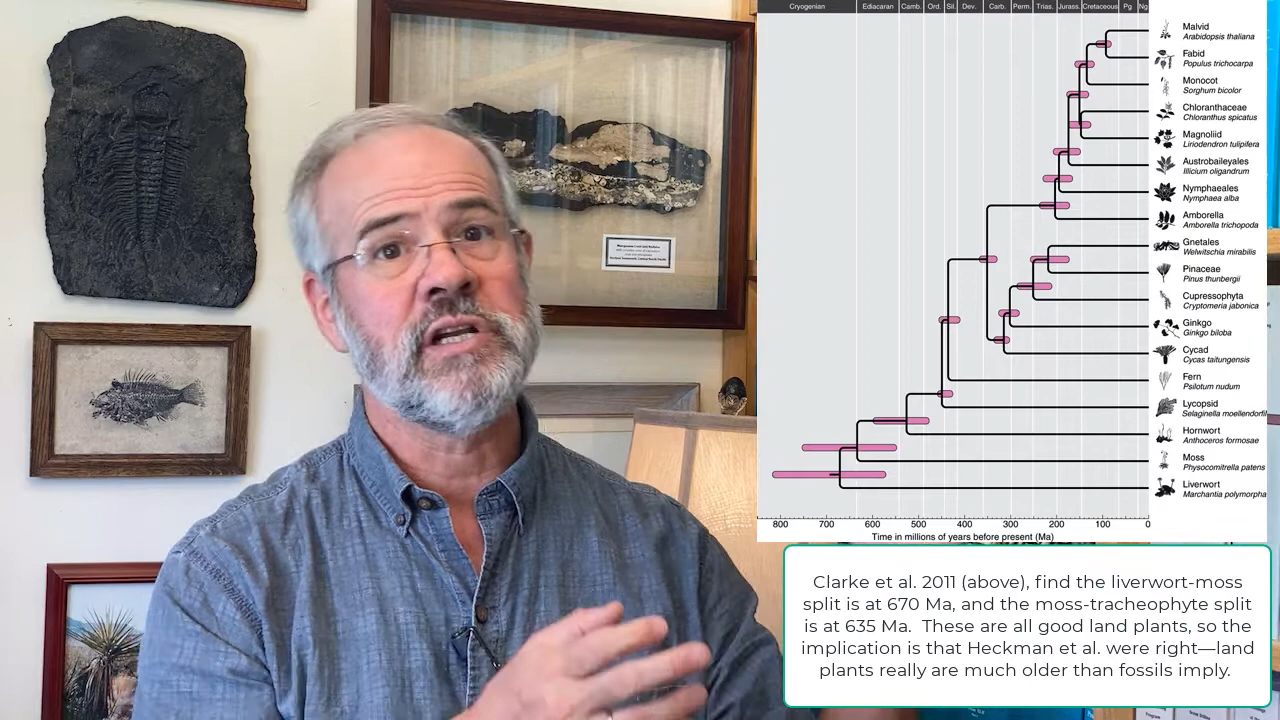 Cryogenian Ediacaran Camb. Ord. Sil. Dev. Carb. Perm. Trias. Jurass. Cretaceous Pg Ng
Malvid
Arabidopsis thaliana
Fabid
Populus trichocarpa
Monocot
Sorghum bicolor
Chloranthaceae
Chloranthus spicatus
Magnoliid
Liriodendron tulipifera
Austrobaileyales
Illicium oligandrum
Nymphaeales
Nymphaea alba
Amborella
Amborella trichopoda
Gnetales
Welwitschia mirabilis
Pinaceae
Pinus thunbergii
Cupressophyta
Cryptomeria jabonica
Ginkgo
Ginkgo biloba
Cycad
Cycas taitungensis
Fern
Psilotum nudum
Lycopsid
Selaginella moellendorfii
Hornwort
Anthoceros formosae
Moss
Physocomitrella patens
Liverwort
Marchantia polymorpha
800 700 600 500 400 300 200 100 0
Time in millions of years before present (Ma)
Clarke et al. 2011 (above), find the liverwort-moss
split is at 670 Ma, and the moss-tracheophyte split
is at 635 Ma. These are all good land plants, so the
implication is that Heckman et al. were right—land
plants really are much older than fossils imply.